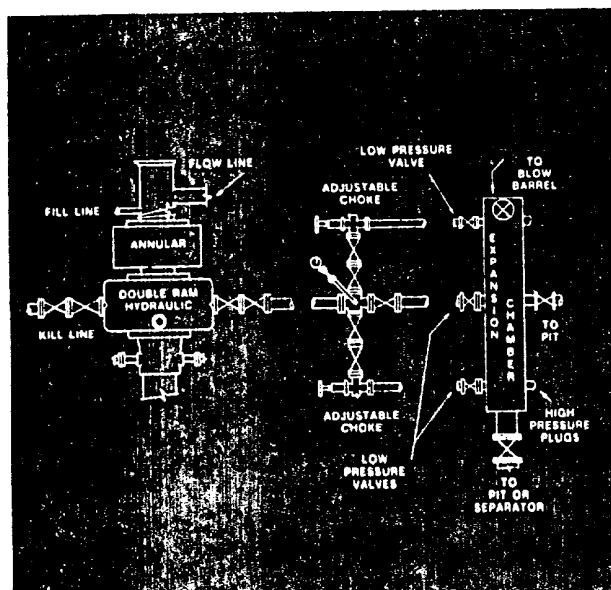 FLOW LINE
FILL LINE
ANNULAR
DOUBLE RAM
HYDRAULIC
KILL LINE
LOW PRESSURE
VALVE
ADJUSTABLE
CHOKE
TO
BLOW
BARREL
EXPANSION
CHAMBER
TO
PIT
ADJUSTABLE
CHOKE
LOW
PRESSURE
VALVES
HIGH
PRESSURE
PLUGS
TO
PIT OR
SEPARATOR